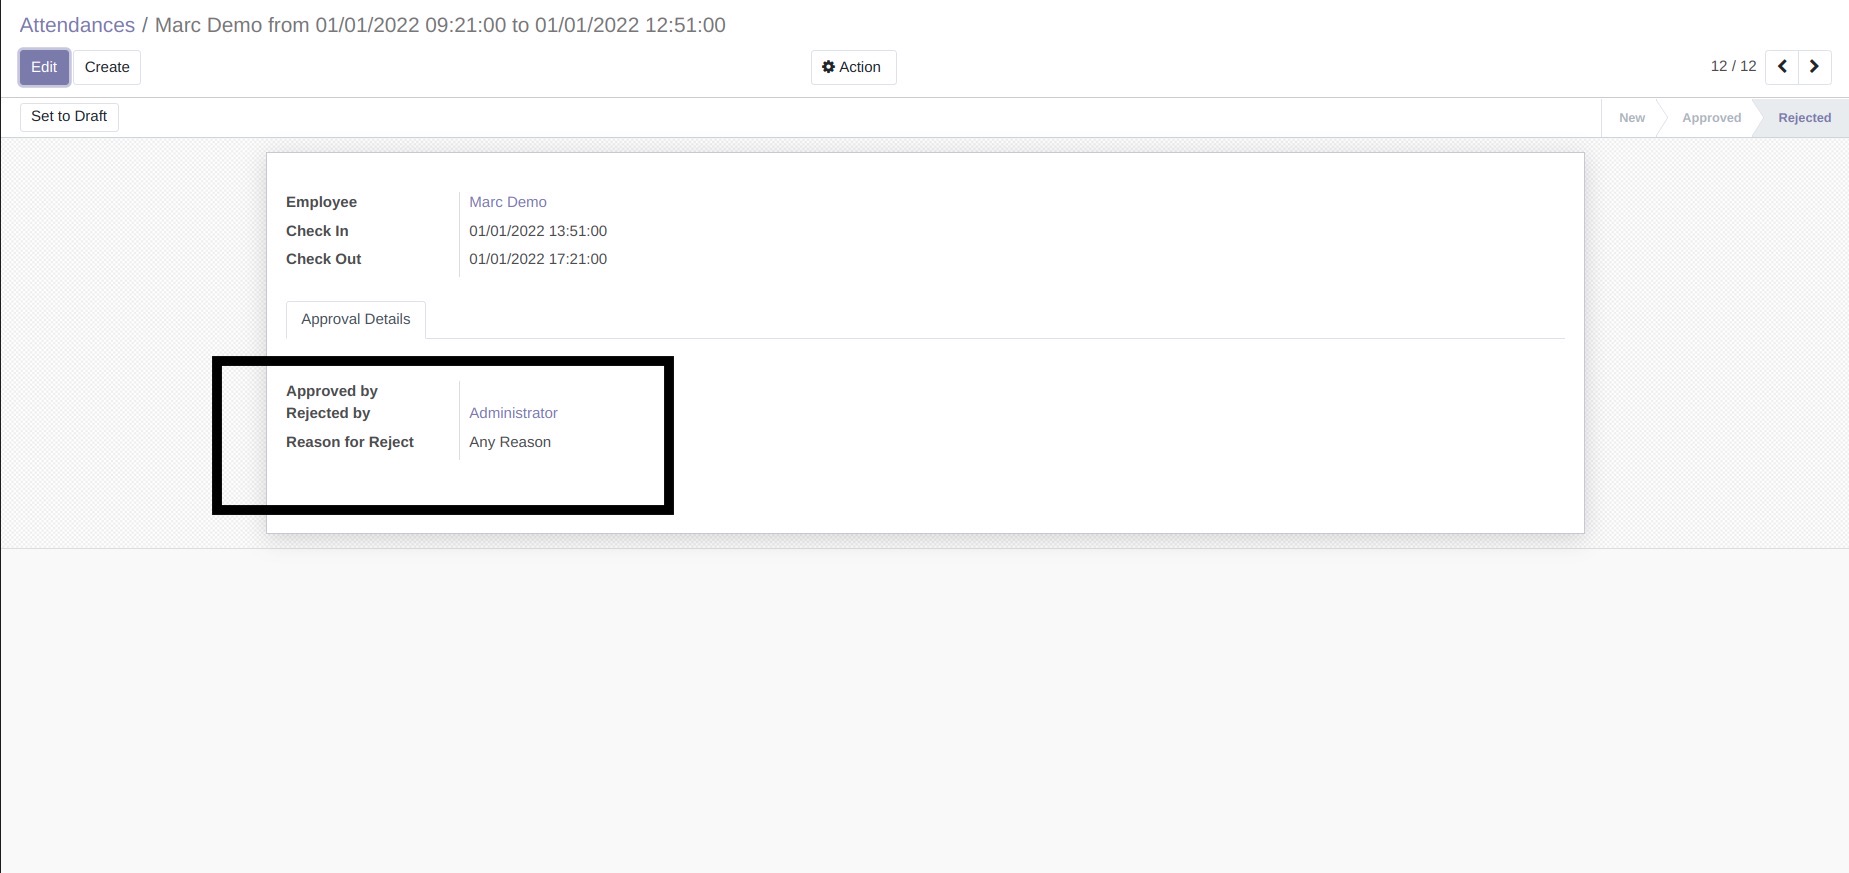 Attendances / Marc Demo from 01/01/2022 09:21:00 to 01/01/2022 12:51:00
Edit Create Action 12 / 12
Set to Draft New Approved Rejected
Employee Marc Demo
Check In 01/01/2022 13:51:00
Check Out 01/01/2022 17:21:00
Approval Details
Approved by
Rejected by Administrator
Reason for Reject Any Reason